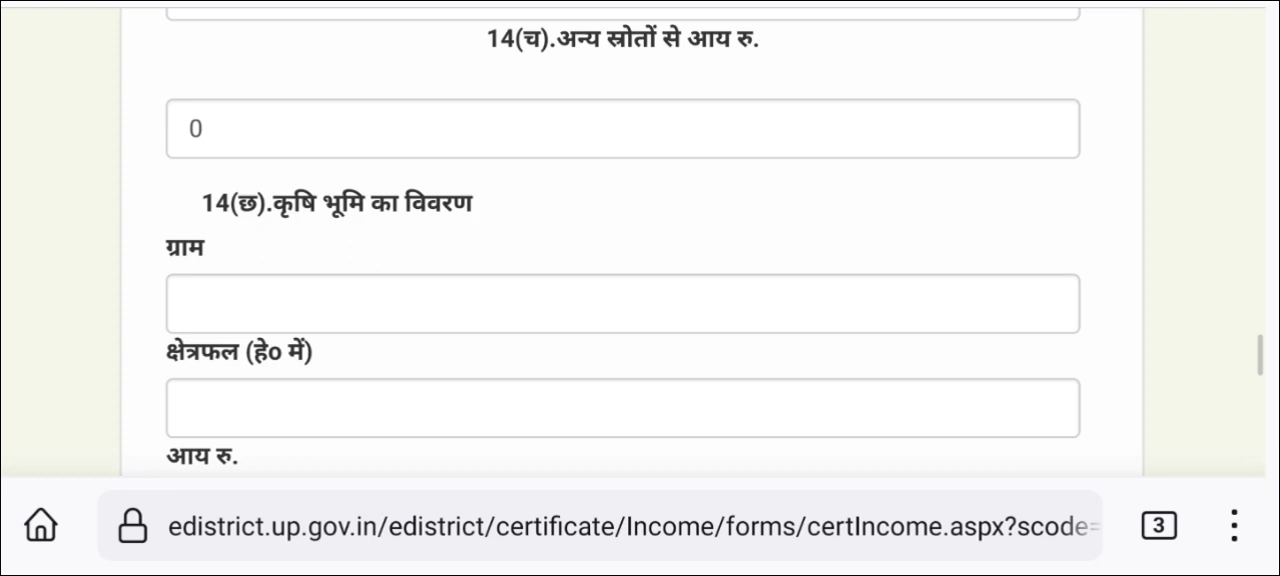 14(च).अन्य स्रोतों से आय रु.
0
14(छ).कृषि भूमि का विवरण
ग्राम
क्षेत्रफल (हे० में)
आय रु.
edistrict.up.gov.in/edistrict/certificate/Income/forms/certIncome.aspx?scode=
3